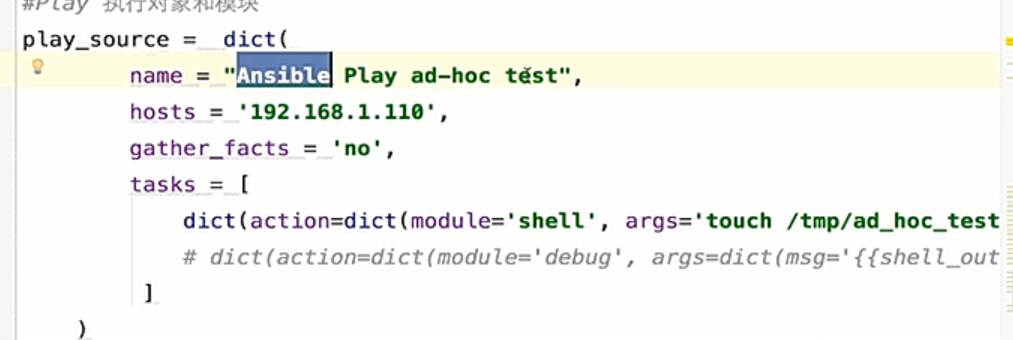 #Play 执行对象和模块
play_source = dict(
name = "Ansible Play ad-hoc test",
hosts = '192.168.1.110',
gather_facts = 'no',
tasks = [
dict(action=dict(module='shell', args='touch /tmp/ad_hoc_test
# dict(action=dict(module='debug', args=dict(msg='{{shell_out
]
)